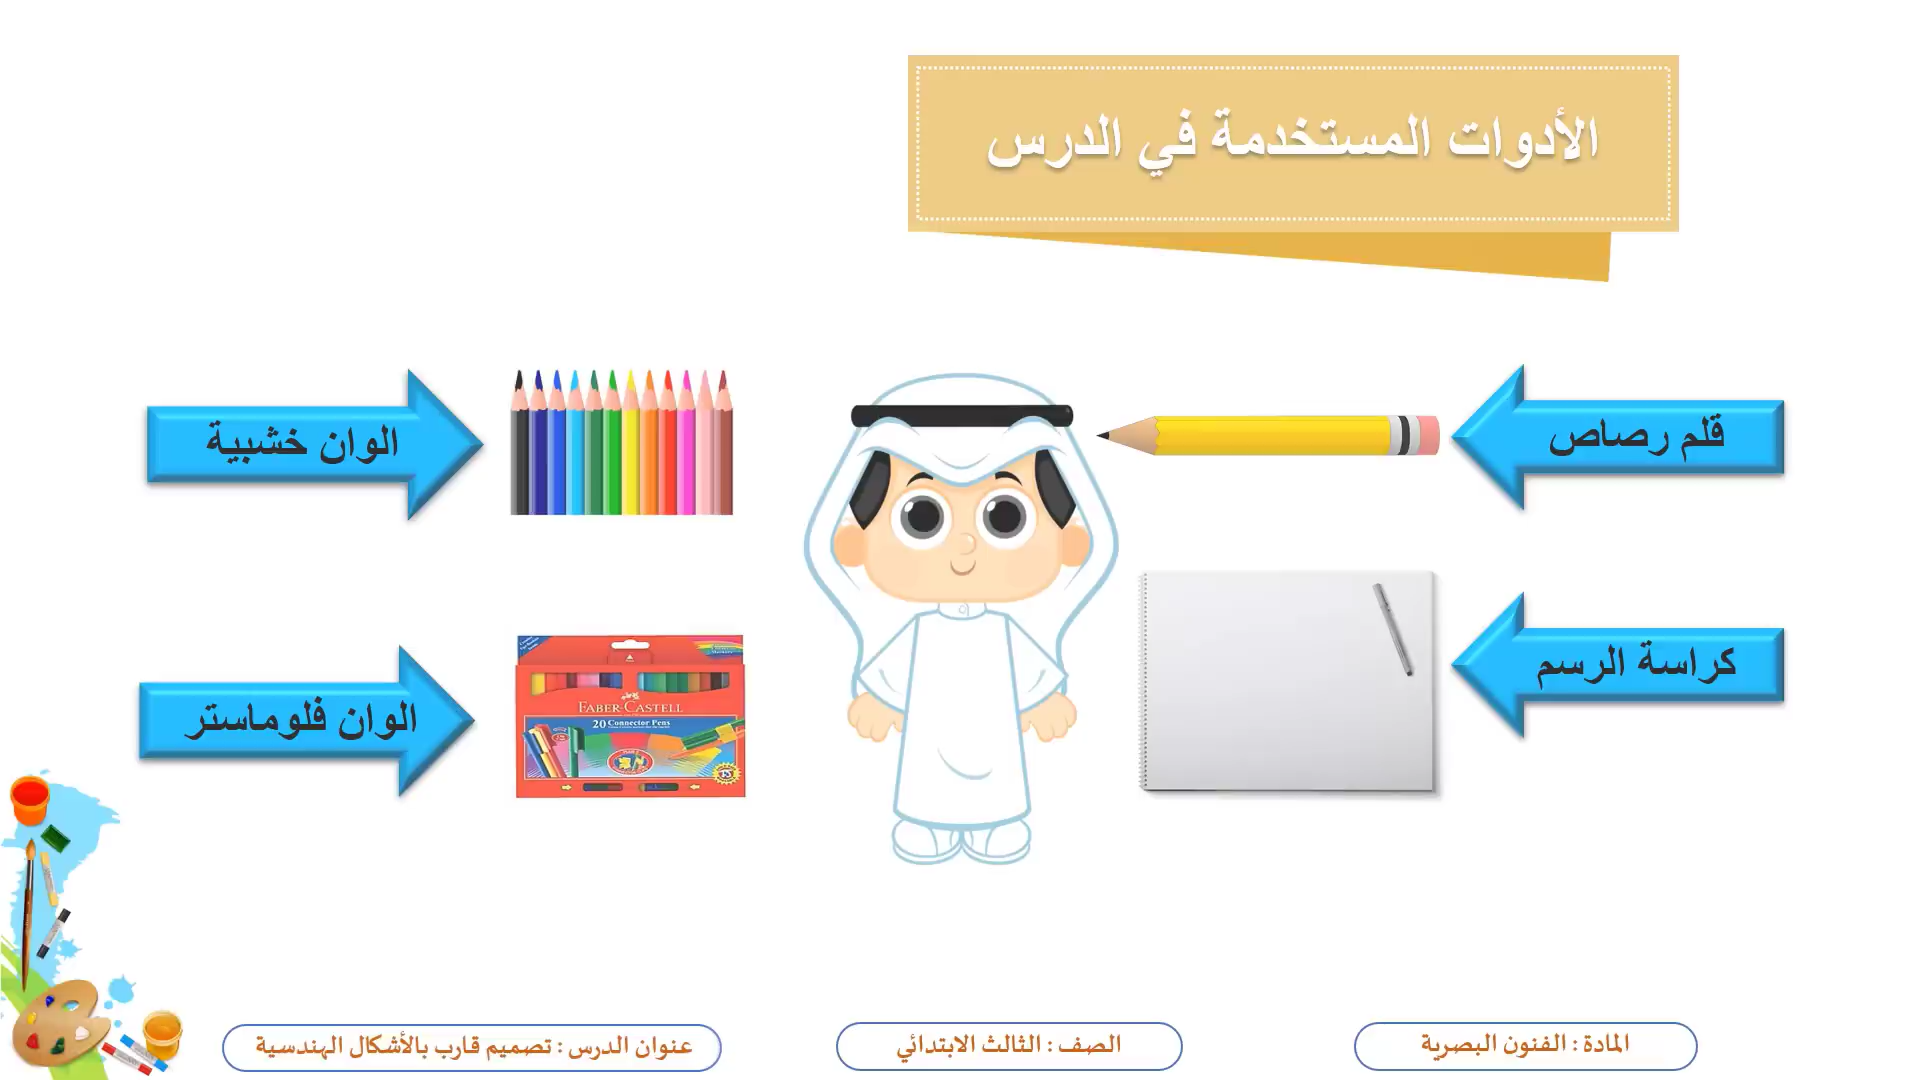 الأدوات المستخدمة في الدرس
قلم رصاص
الوان خشبية
كراسة الرسم
الوان فلوماستر
FABER-CASTELL
20 Connector Pens
المادة : الفنون البصرية
الصف : الثالث الابتدائي
عنوان الدرس : تصميم قارب بالأشكال الهندسية